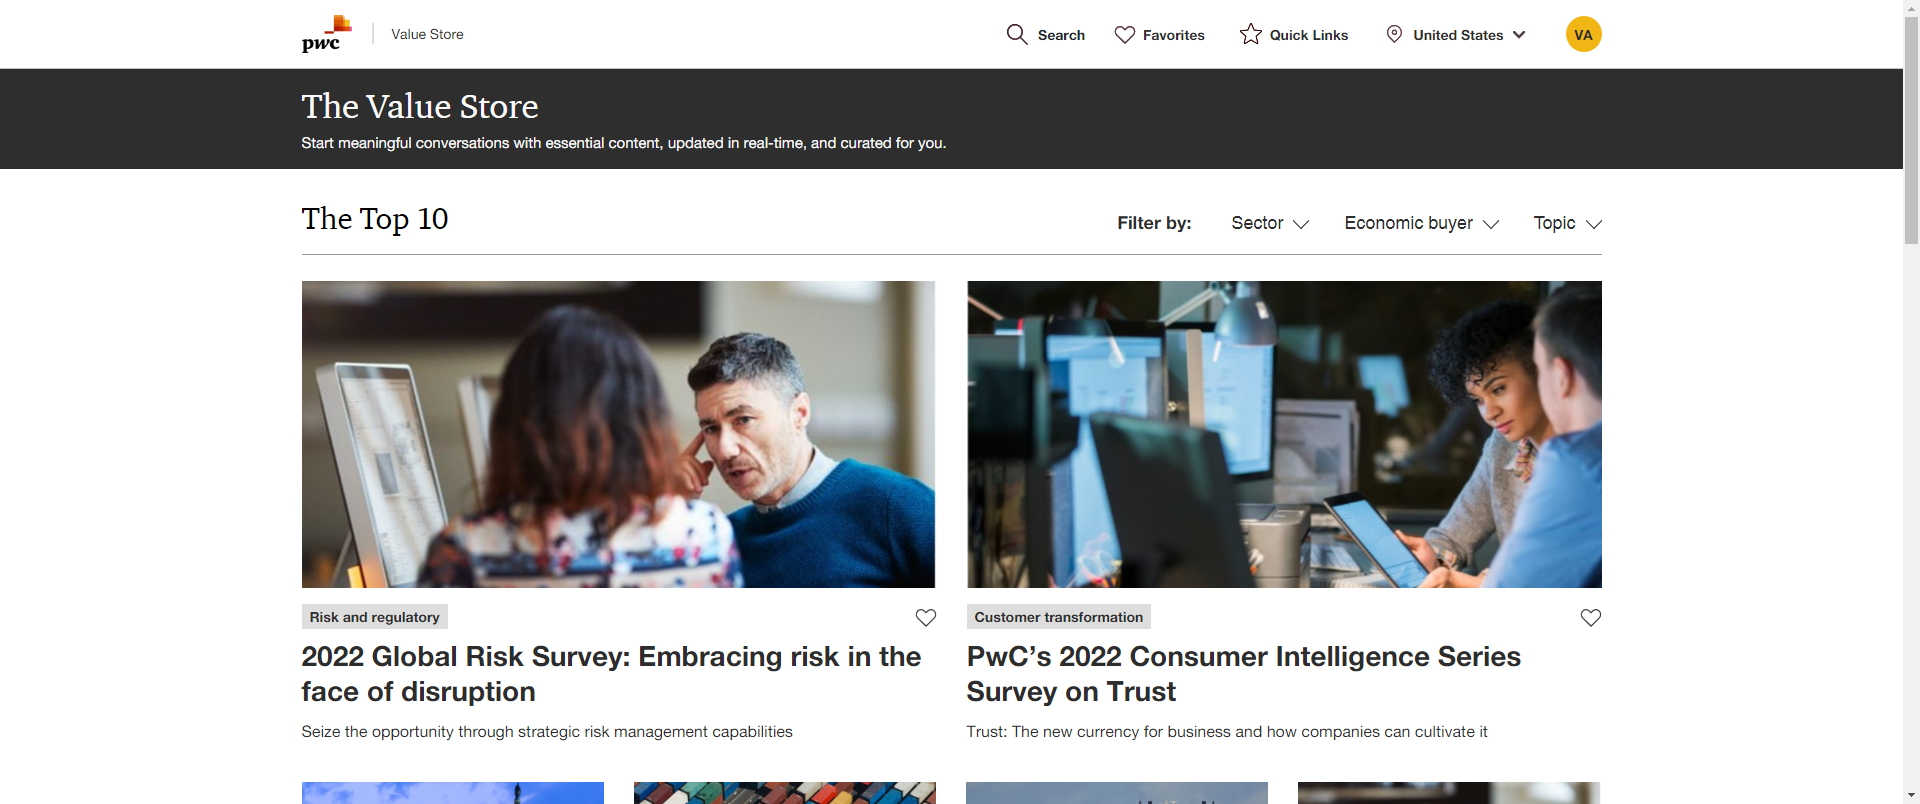 pwc
Value Store
Search
Favorites
Quick Links
United States
VA
The Value Store
Start meaningful conversations with essential content, updated in real-time, and curated for you.
The Top 10
Filter by:
Sector
Economic buyer
Topic
Risk and regulatory
2022 Global Risk Survey: Embracing risk in the
face of disruption
Seize the opportunity through strategic risk management capabilities
Customer transformation
PwC’s 2022 Consumer Intelligence Series
Survey on Trust
Trust: The new currency for business and how companies can cultivate it